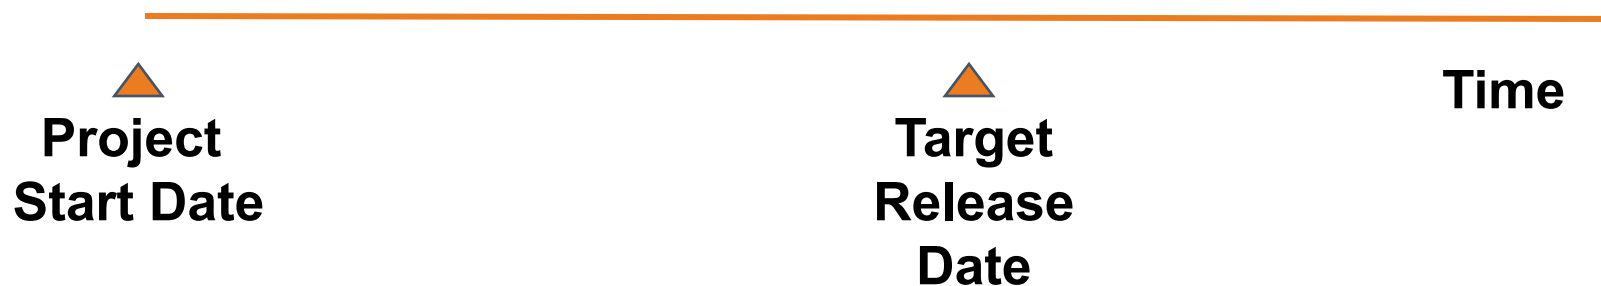 Project
Start Date
Target
Release
Date
Time